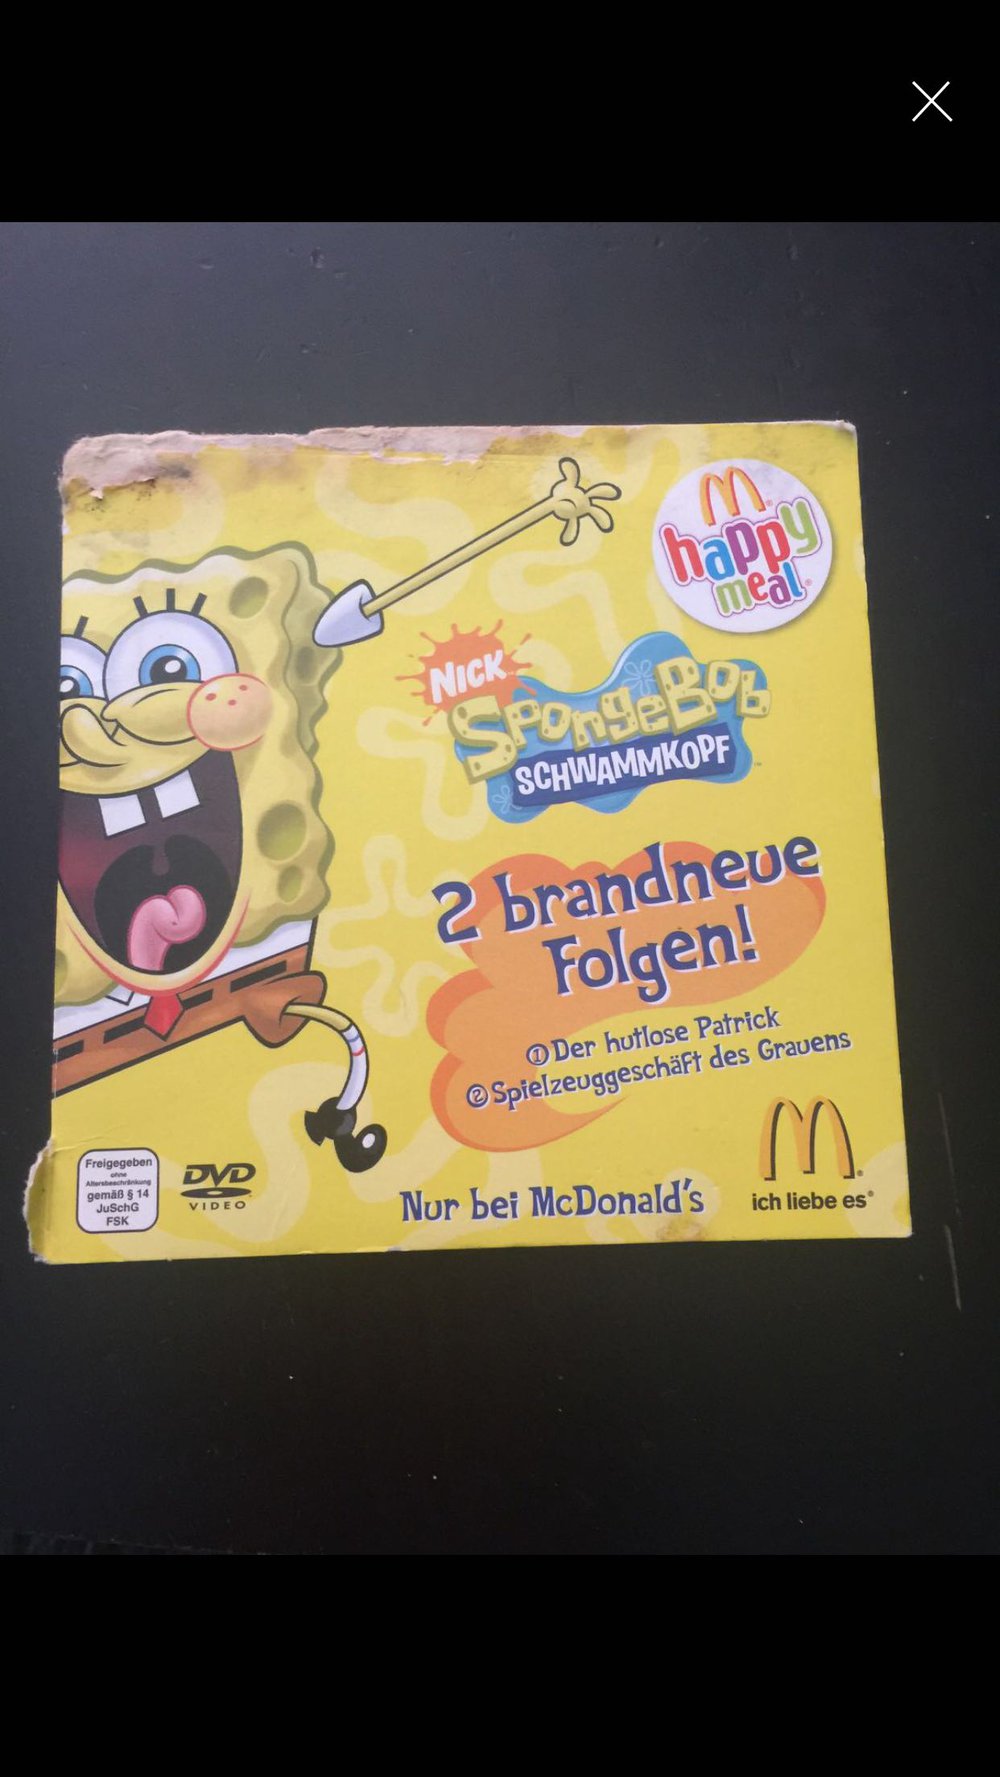 happy
meal
NICK
SpongeBob
SCHWAMMKOPF
2 brandneue
Folgen!
① Der hutlose Patrick
② Spielzeuggeschäft des Grauens
Freigegeben
ohne
Altersbeschränkung
gemäß § 14
JuSchG
FSK
DVD
VIDEO
Nur bei McDonald's
ich liebe es®